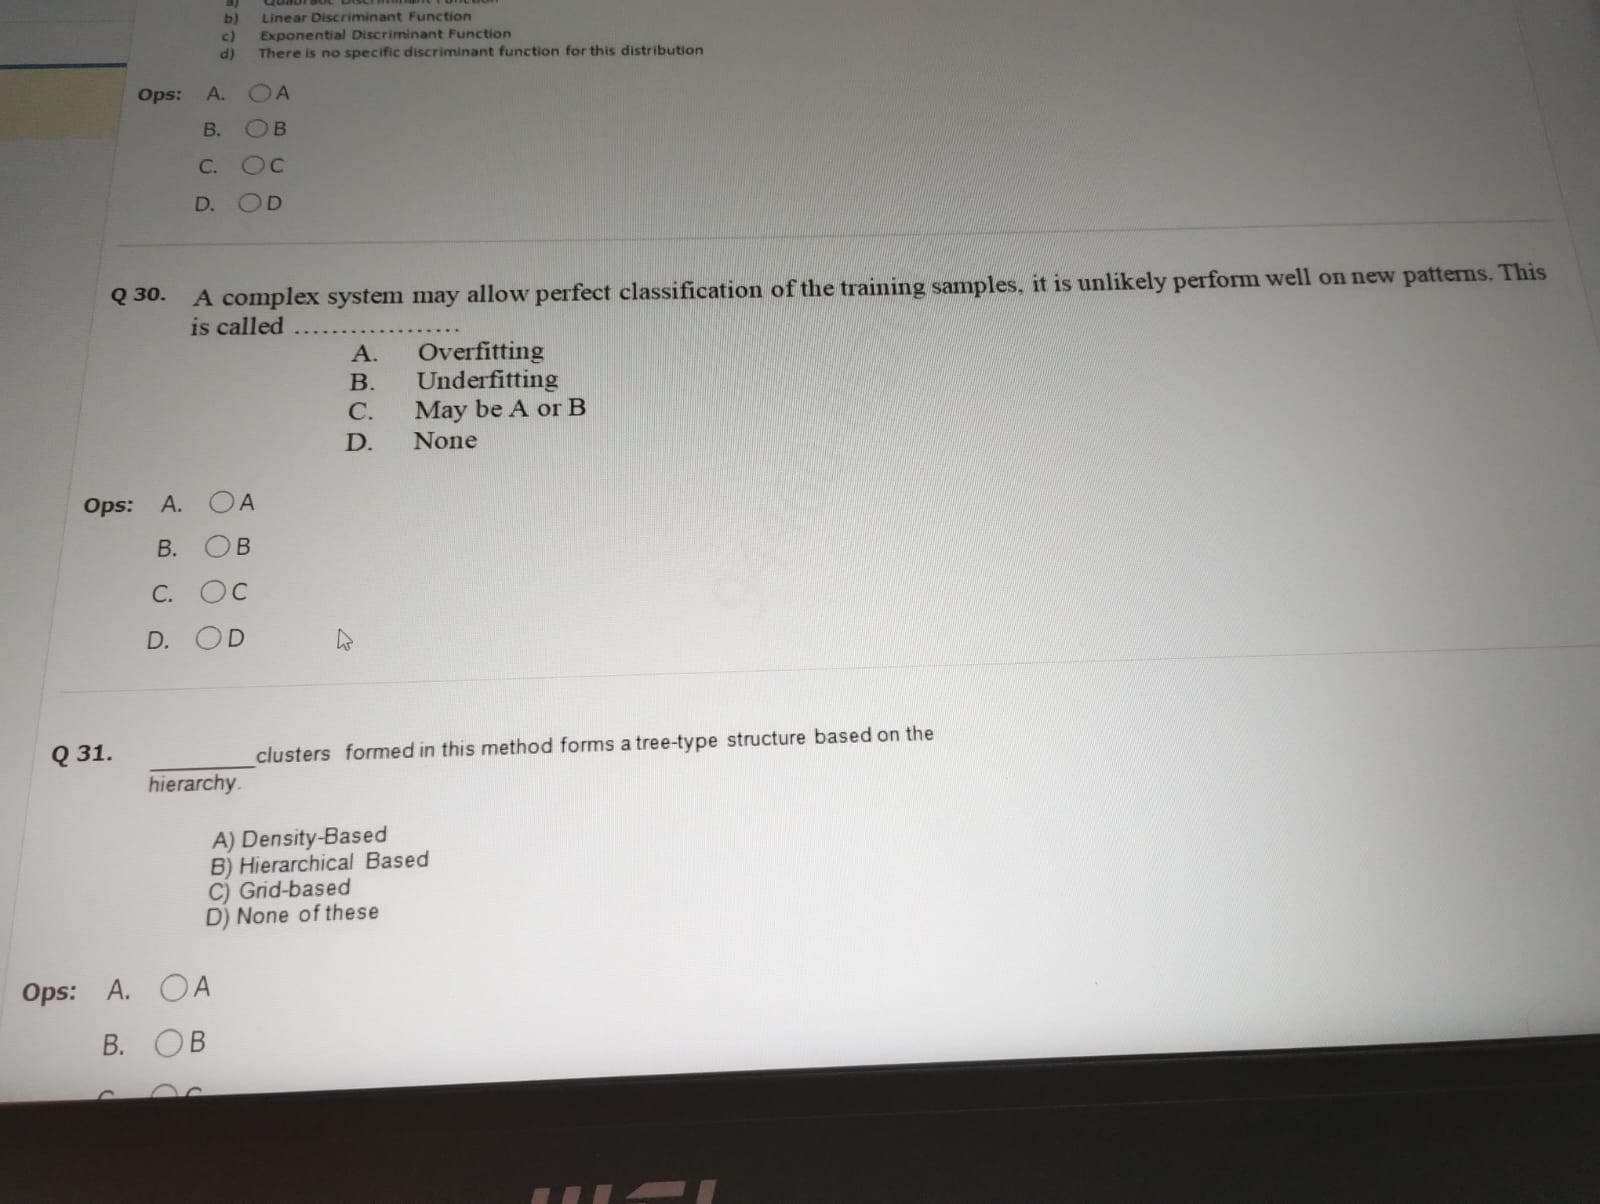 b) Linear Discriminant Function
c) Exponential Discriminant Function
d) There is no specific discriminant function for this distribution
Ops: A. A
B. B
C. C
D. D
Q 30. A complex system may allow perfect classification of the training samples, it is unlikely perform well on new patterns. This
is called ..................
A. Overfitting
B. Underfitting
C. May be A or B
D. None
Ops: A. A
B. B
C. C
D. D
Q 31. _________clusters formed in this method forms a tree-type structure based on the
hierarchy.
A) Density-Based
B) Hierarchical Based
C) Grid-based
D) None of these
Ops: A. A
B. B